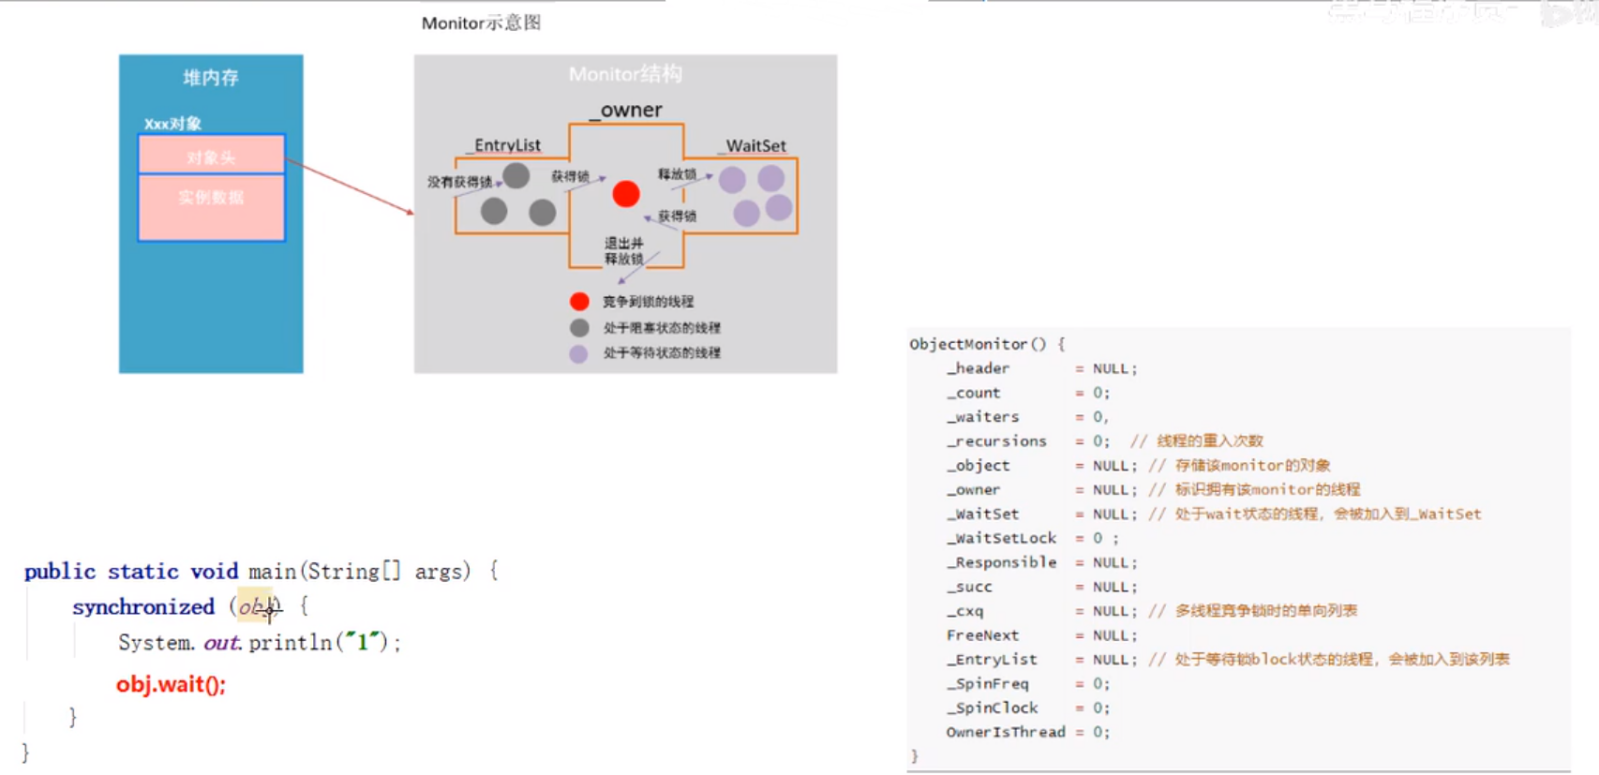 Monitor示意图
堆内存
Xxx对象
对象头
实例数据
Monitor结构
_owner
_EntryList
_WaitSet
没有获得锁
获得锁
释放锁
获得锁
退出并
释放锁
竞争到锁的线程
处于阻塞状态的线程
处于等待状态的线程
public static void main(String[] args) {
synchronized (obj) {
System.out.println("1");
obj.wait();
}
}
ObjectMonitor() {
_header = NULL;
_count = 0;
_waiters = 0,
_recursions = 0; // 线程的重入次数
_object = NULL; // 存储该monitor的对象
_owner = NULL; // 标识拥有该monitor的线程
_WaitSet = NULL; // 处于wait状态的线程，会被加入到_WaitSet
_WaitSetLock = 0 ;
_Responsible = NULL;
_succ = NULL;
_cxq = NULL; // 多线程竞争锁时的单向列表
FreeNext = NULL;
_EntryList = NULL; // 处于等待锁block状态的线程，会被加入到该列表
_SpinFreq = 0;
_SpinClock = 0;
OwnerIsThread = 0;
}